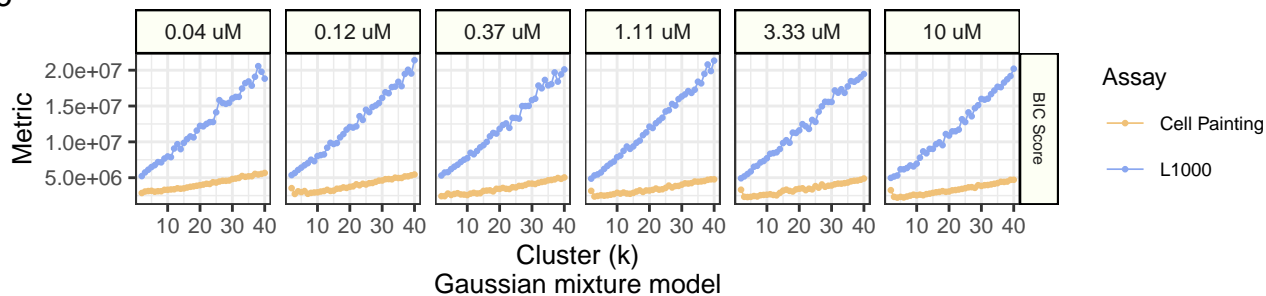 0.04 uM 0.12 uM 0.37 uM 1.11 uM 3.33 uM 10 uM
2.0e+07
1.5e+07
1.0e+07
5.0e+06
Metric
BIC Score
10 20 30 40 10 20 30 40 10 20 30 40 10 20 30 40 10 20 30 40 10 20 30 40
Cluster (k)
Gaussian mixture model
Assay
Cell Painting
L1000